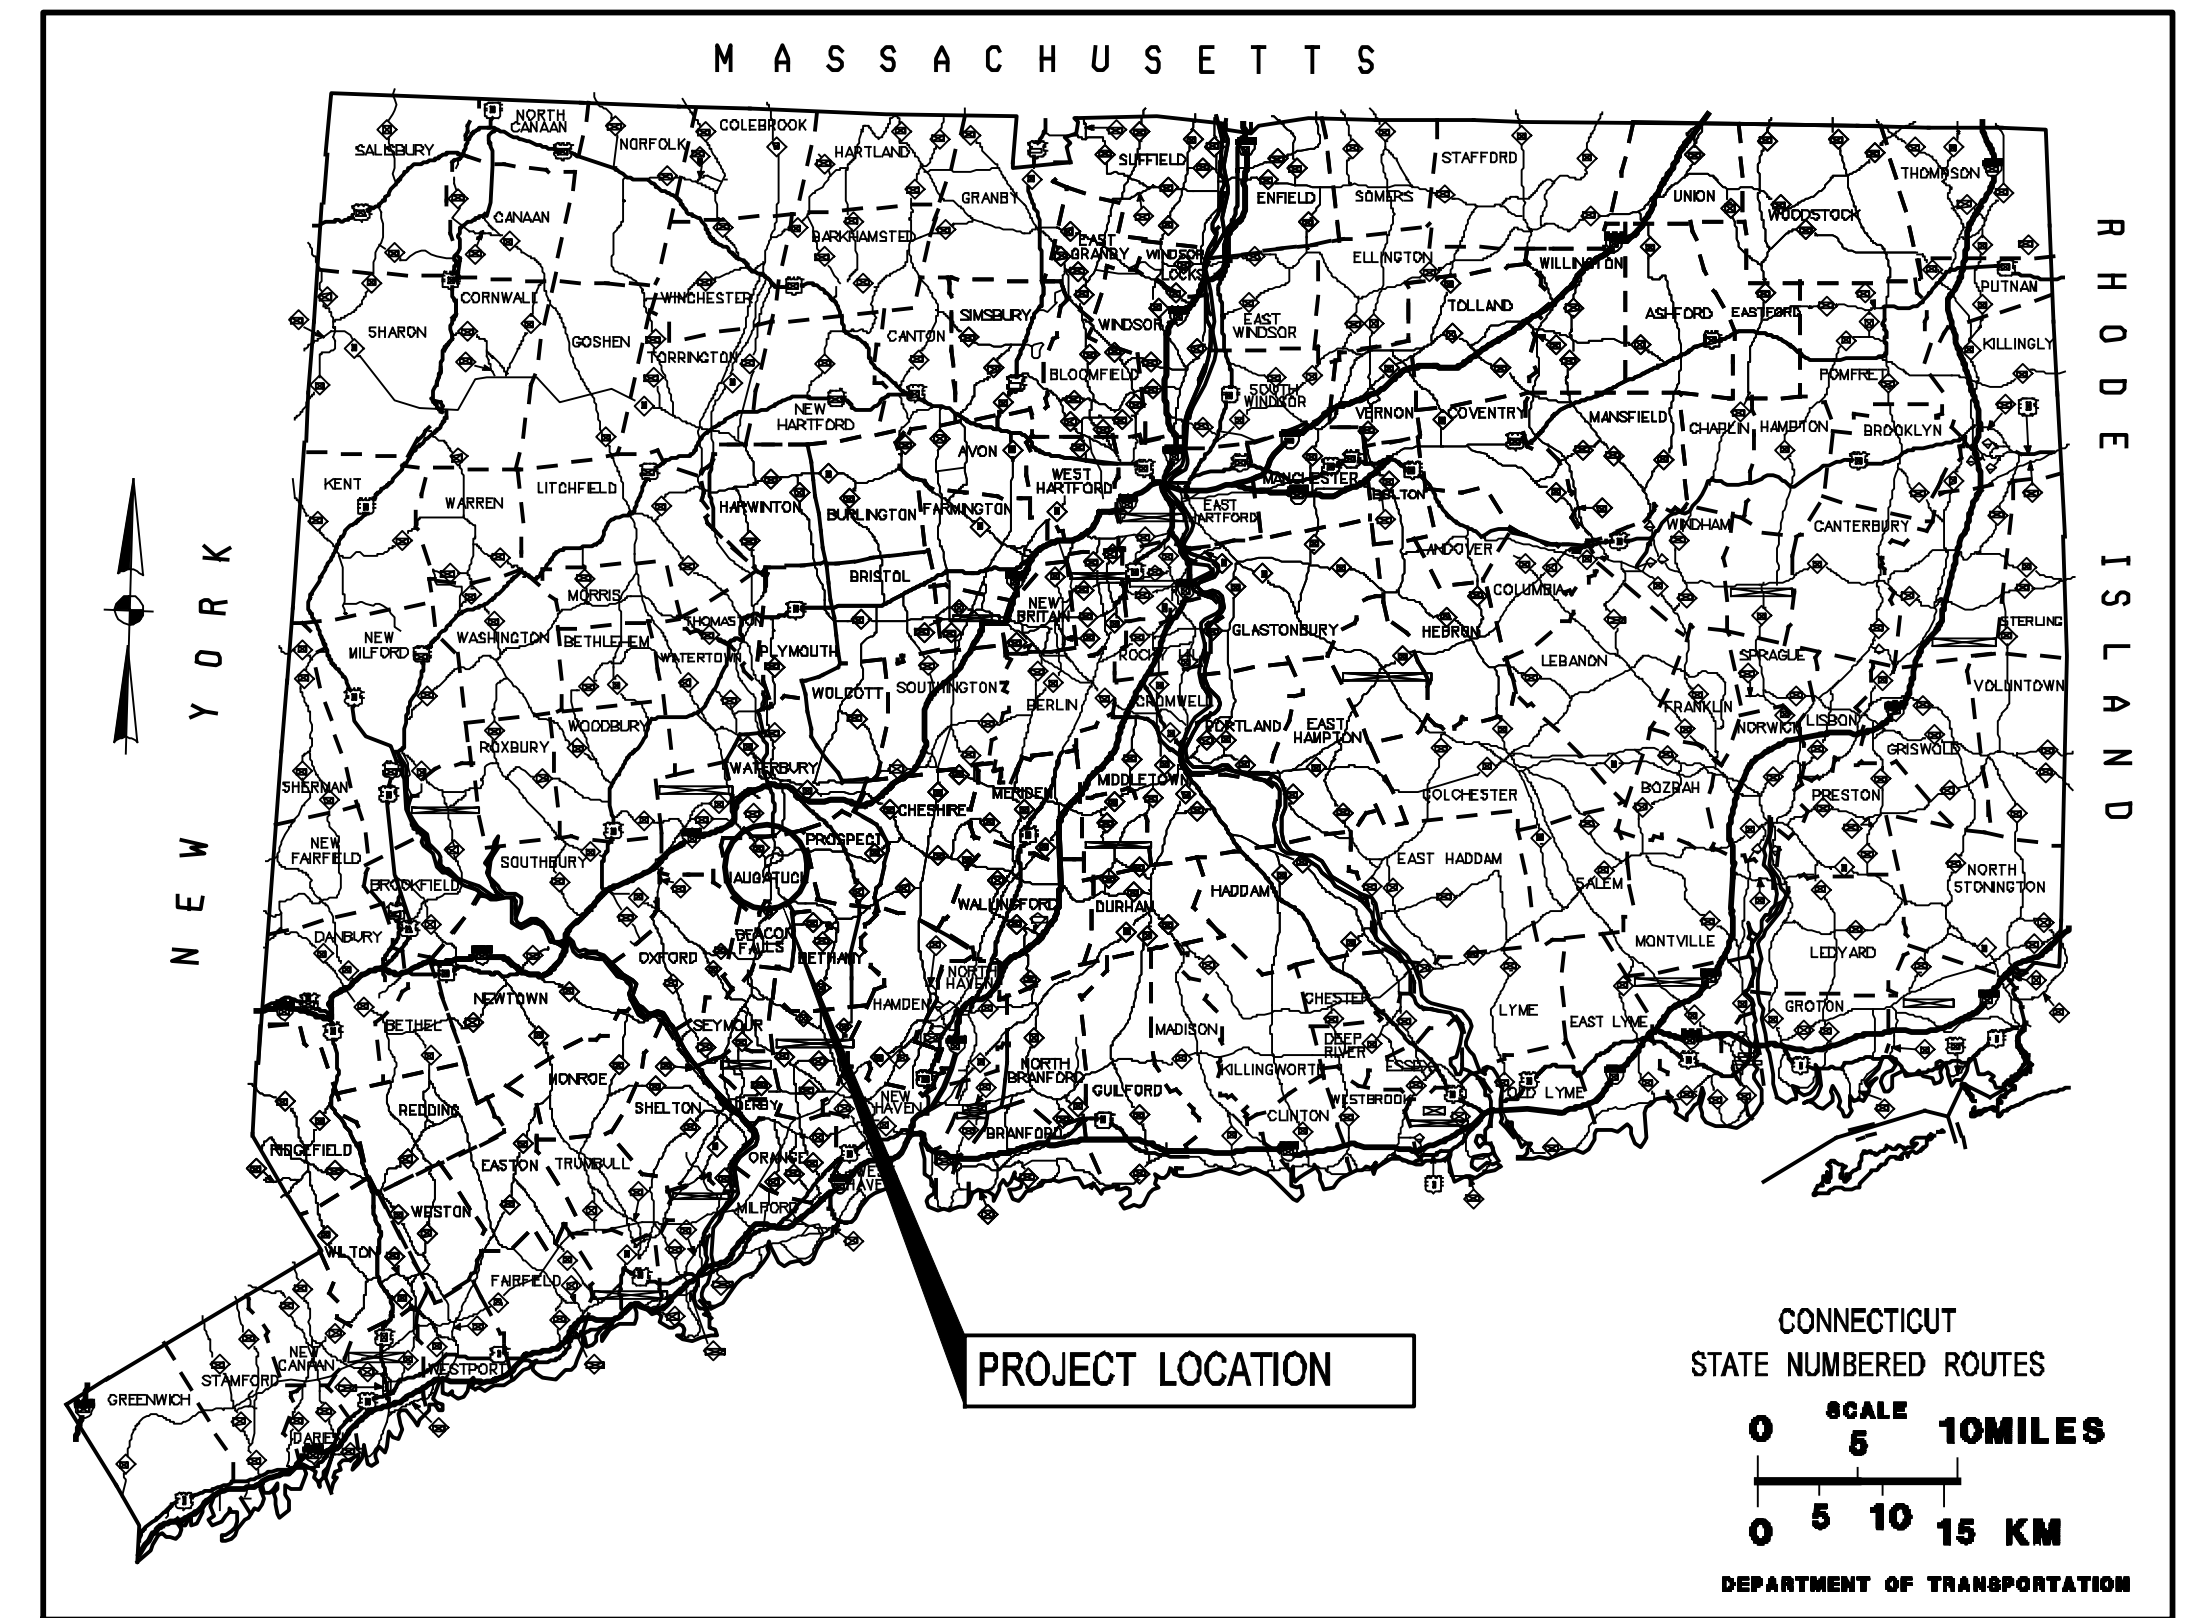 MASSACHUSETTS
NORTH
CANAAN
COLEBROOK
SALISBURY
NORFOLK
HARTLAND
SUFFIELD
STAFFORD
UNION
THOMPSON
GRANBY
ENFIELD
SOMERS
WOODSTOCK
CANAAN
BARKHAMSTED
EAST
GRANBY
WINDSOR
LOCKS
ELLINGTON
WILLINGTON
CORNWALL
WINCHESTER
TOLLAND
PUTNAM
SHARON
GOSHEN
TORRINGTON
CANTON
SIMSBURY
WINDSOR
EAST
WINDSOR
ASHFORD
EASTFORD
KILLINGLY
BLOOMFIELD
SOUTH
WINDSOR
POMFRET
NEW
HARTFORD
VERNON
COVENTRY
MANSFIELD
CHAPLIN
HAMPTON
BROOKLYN
AVON
KENT
WARREN
LITCHFIELD
HARWINTON
BURLINGTON
FARMINGTON
WEST
HARTFORD
MANCHESTER
BOLTON
EAST
HARTFORD
WINDHAM
CANTERBURY
ANDOVER
BRISTOL
MORRIS
COLUMBIA
NEW
BRITAIN
THOMASTON
STERLING
NEW
MILFORD
WASHINGTON
BETHLEHEM
WATERTOWN
PLYMOUTH
GLASTONBURY
HEBRON
LEBANON
SPRAGUE
ROCKY HILL
WOLCOTT
SOUTHINGTON
BERLIN
CROMWELL
VOLUNTOWN
ROXBURY
WOODBURY
PORTLAND
EAST
HAMPTON
FRANKLIN
NORWICH
LISBON
GRISWOLD
SHERMAN
WATERBURY
CHESHIRE
MERIDEN
MIDDLETOWN
COLCHESTER
BOZRAH
PRESTON
NEW
FAIRFIELD
SOUTHBURY
PROSPECT
EAST HADDAM
BROOKFIELD
NAUGATUCK
WALLINGFORD
DURHAM
HADDAM
SALEM
NORTH
STONINGTON
DANBURY
BEACON
FALLS
BETHANY
OXFORD
MONTVILLE
LEDYARD
NEWTOWN
NORTH
HAVEN
HAMDEN
CHESTER
LYME
EAST LYME
GROTON
BETHEL
SEYMOUR
MADISON
DEEP
RIVER
MONROE
NORTH
BRANFORD
GUILFORD
KILLINGWORTH
ESSEX
REDDING
SHELTON
DERBY
NEW
HAVEN
BRANFORD
CLINTON
WESTBROOK
OLD LYME
RIDGEFIELD
EASTON
TRUMBULL
ORANGE
WEST
HAVEN
WESTON
MILFORD
WILTON
FAIRFIELD
NEW
CANAAN
STAMFORD
WESTPORT
GREENWICH
DARIEN
NEW YORK
RHODE ISLAND
PROJECT LOCATION
CONNECTICUT
STATE NUMBERED ROUTES
SCALE
0 5 10MILES
0 5 10 15 KM
DEPARTMENT OF TRANSPORTATION